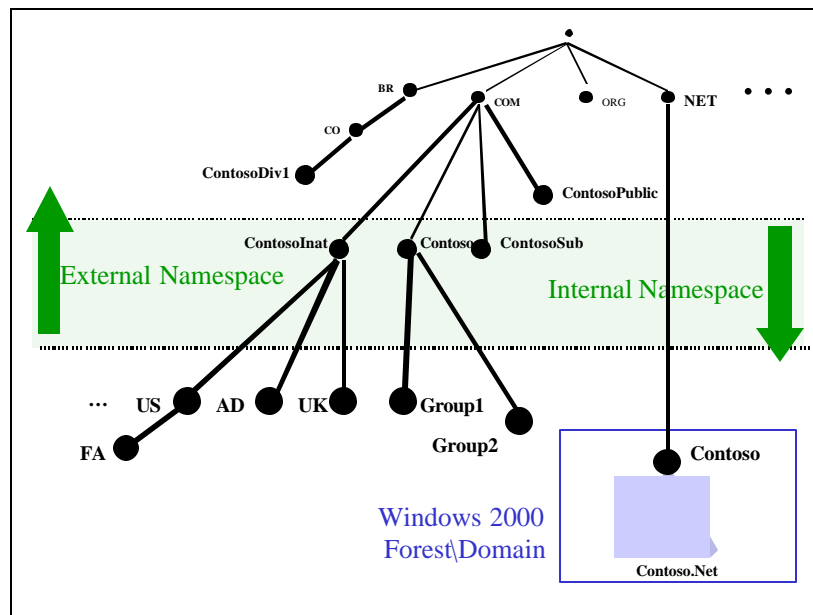 BR
COM
ORG
NET
• • •
CO
ContosoDiv1
ContosoPublic
ContosoInat
Contoso
ContosoSub
External Namespace
Internal Namespace
...
US
AD
UK
Group1
FA
Group2
Contoso
Windows 2000
Forest\Domain
Contoso.Net